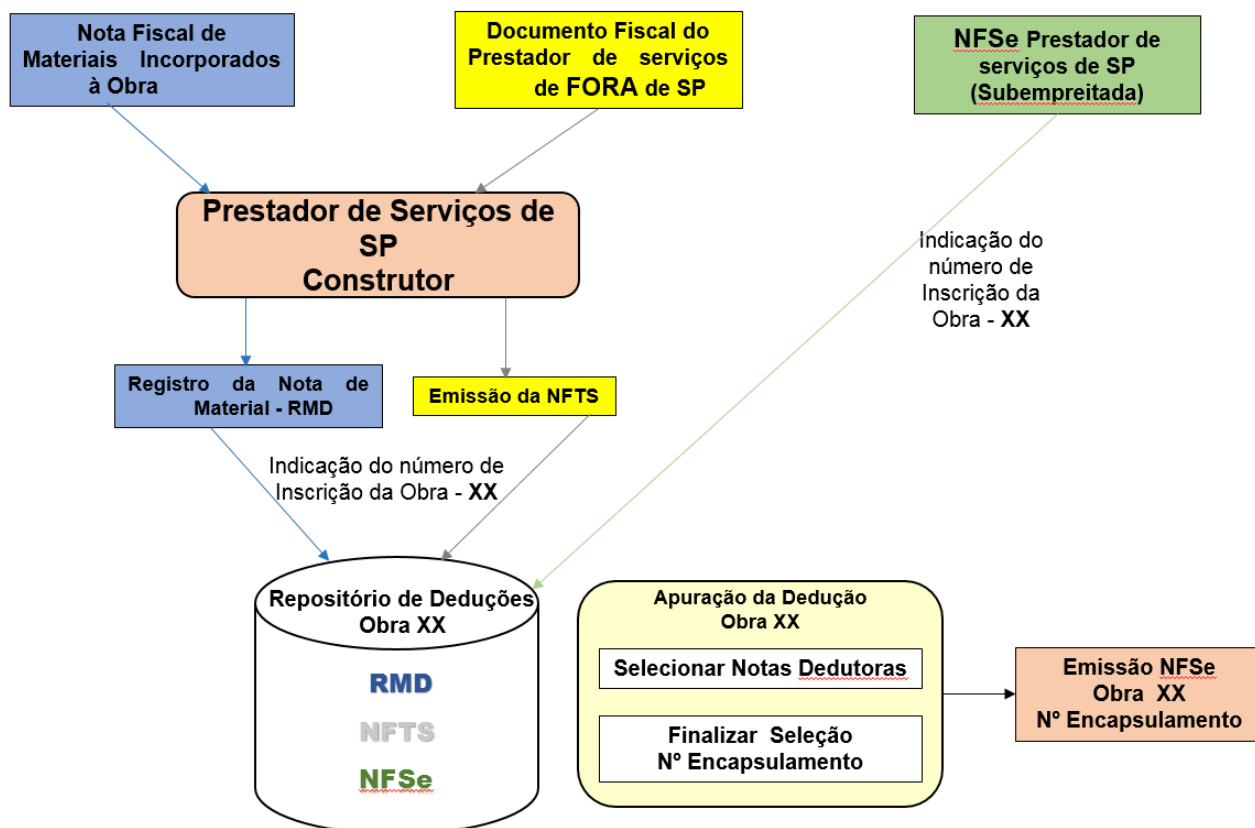 Nota Fiscal de
Materiais Incorporados
à Obra
Documento Fiscal do
Prestador de serviços
de FORA de SP
NFSe Prestador de
serviços de SP
(Subempreitada)
Prestador de Serviços de
SP
Construtor
Indicação do
número de
Inscrição da
Obra - XX
Registro da Nota de
Material - RMD
Emissão da NFTS
Indicação do número de
Inscrição da Obra - XX
Repositório de Deduções
Obra XX
RMD
NFTS
NFSe
Apuração da Dedução
Obra XX
Selecionar Notas Dedutoras
Finalizar Seleção
Nº Encapsulamento
Emissão NFSe
Obra XX
Nº Encapsulamento